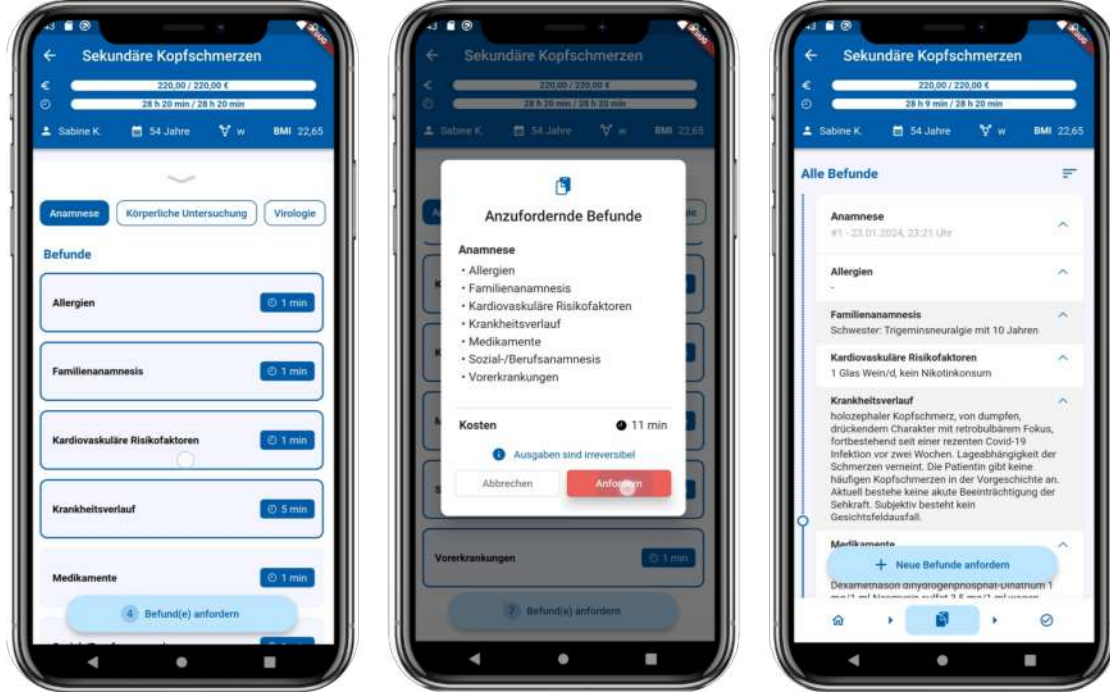 Sekundäre Kopfschmerzen
€ 220,00 / 220,00 €
28 h 20 min / 28 h 20 min
Sabine K. 54 Jahre w BMI 22,65
Anamnese Körperliche Untersuchung Virologie
Befunde
Allergien 1 min
Familienanamnesis 1 min
Kardiovaskuläre Risikofaktoren 1 min
Krankheitsverlauf 5 min
Medikamente 1 min
4 Befund(e) anfordern
Sekundäre Kopfschmerzen
€ 220,00 / 220,00 €
28 h 20 min / 28 h 20 min
Sabine K. 54 Jahre w BMI 22,65
Anzufordernde Befunde
Anamnese
• Allergien
• Familienanamnesis
• Kardiovaskuläre Risikofaktoren
• Krankheitsverlauf
• Medikamente
• Sozial-/Berufsanamnesis
• Vorerkrankungen
Kosten 11 min
Ausgaben sind irreversibel
Abbrechen Anfordern
Vorerkrankungen 1 min
7 Befund(e) anfordern
Sekundäre Kopfschmerzen
€ 220,00 / 220,00 €
28 h 9 min / 28 h 20 min
Sabine K. 54 Jahre w BMI 22,65
Alle Befunde
Anamnese
#1 - 23.01.2024, 23:21 Uhr
Allergien
-
Familienanamnesis
Schwester: Trigeminsneuralgie mit 10 Jahren
Kardiovaskuläre Risikofaktoren
1 Glas Wein/d, kein Nikotinkonsum
Krankheitsverlauf
holozephaler Kopfschmerz, von dumpfen,
drückendem Charakter mit retrobulbärem Fokus,
fortbestehend seit einer rezenten Covid-19
Infektion vor zwei Wochen. Lageabhängigkeit der
Schmerzen verneint. Die Patientin gibt keine
häufigen Kopfschmerzen in der Vorgeschichte an.
Aktuell bestehe keine akute Beeinträchtigung der
Sehkraft. Subjektiv besteht kein
Gesichtsfeldausfall.
Medikamente
+ Neue Befunde anfordern